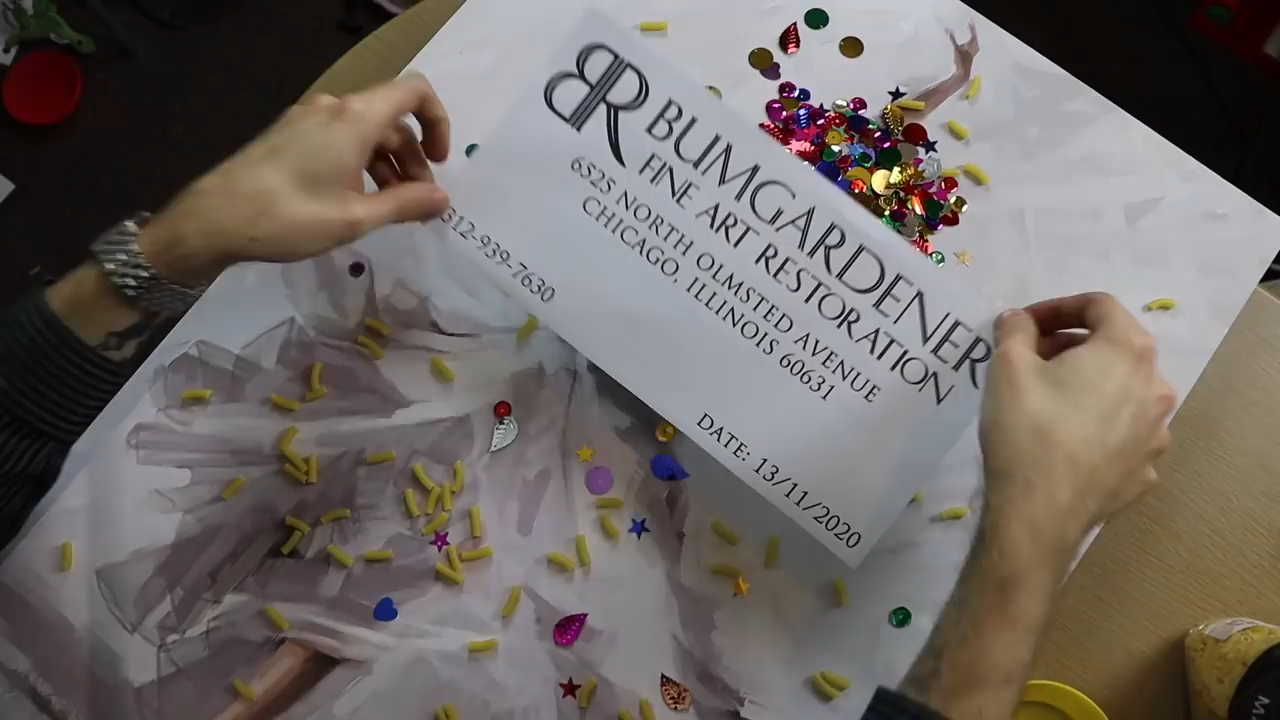 BR BUMGARDENER
FINE ART RESTORATION
6525 NORTH OLMSTED AVENUE
CHICAGO, ILLINOIS 60631
312-939-7630
DATE: 13/11/2020